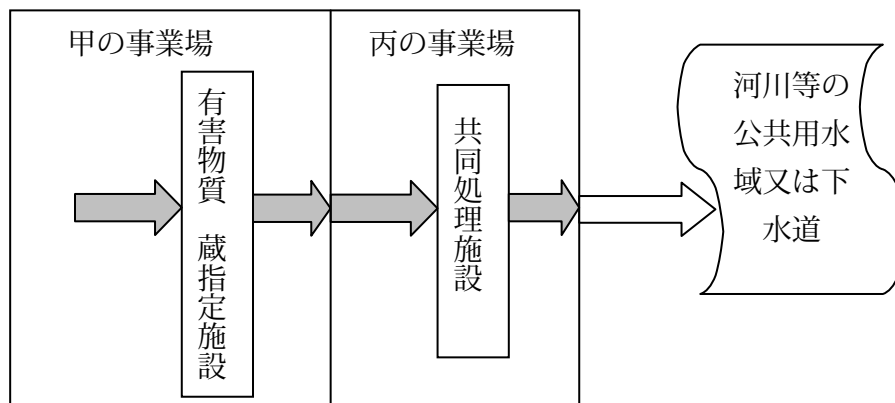 甲の事業場
丙の事業場
有害物質　蔵指定施設
共同処理施設
河川等の
公共用水
域又は下
水道